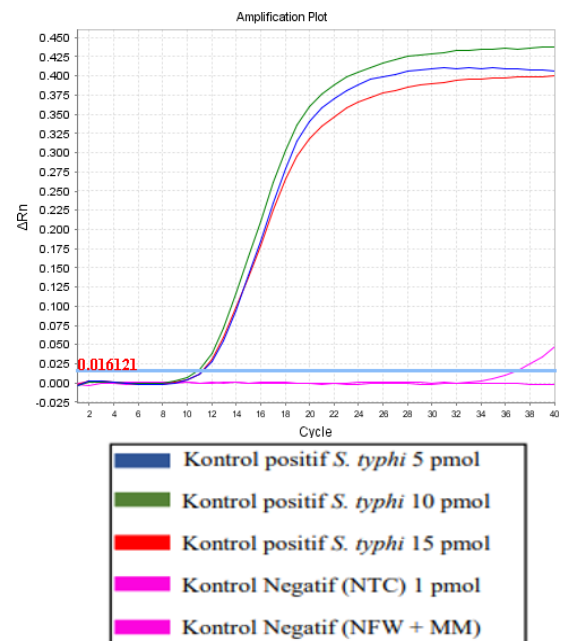 Amplification Plot
0.450
0.425
0.400
0.375
0.350
0.325
0.300
0.275
0.250
0.225
0.200
0.175
0.150
0.125
0.100
0.075
0.050
0.025
0.000
-0.025
ΔRn
0.016121
2 4 6 8 10 12 14 16 18 20 22 24 26 28 30 32 34 36 38 40
Cycle
Kontrol positif S. typhi 5 pmol
Kontrol positif S. typhi 10 pmol
Kontrol positif S. typhi 15 pmol
Kontrol Negatif (NTC) 1 pmol
Kontrol Negatif (NFW + MM)